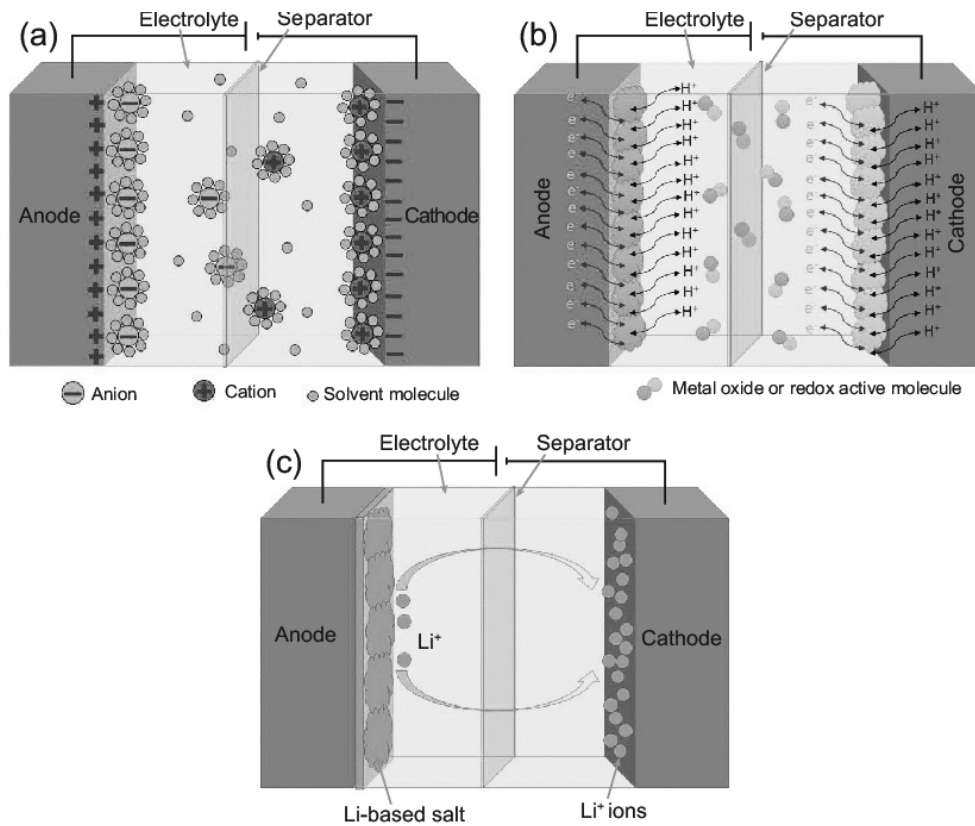 (a)
Electrolyte
Separator
Anode
Cathode
Anion
Cation
Solvent molecule
(b)
Electrolyte
Separator
Anode
Cathode
e⁻
e⁻
e⁻
e⁻
e⁻
e⁻
e⁻
e⁻
e⁻
e⁻
e⁻
e⁻
e⁻
H⁺
H⁺
H⁺
H⁺
H⁺
H⁺
H⁺
H⁺
H⁺
H⁺
H⁺
H⁺
H⁺
e⁻
e⁻
e⁻
e⁻
e⁻
e⁻
e⁻
e⁻
e⁻
e⁻
e⁻
e⁻
e⁻
H⁺
H⁺
H⁺
H⁺
H⁺
H⁺
H⁺
H⁺
H⁺
H⁺
H⁺
H⁺
H⁺
Metal oxide or redox active molecule
(c)
Electrolyte
Separator
Anode
Li⁺
Cathode
Li-based salt
Li⁺ ions